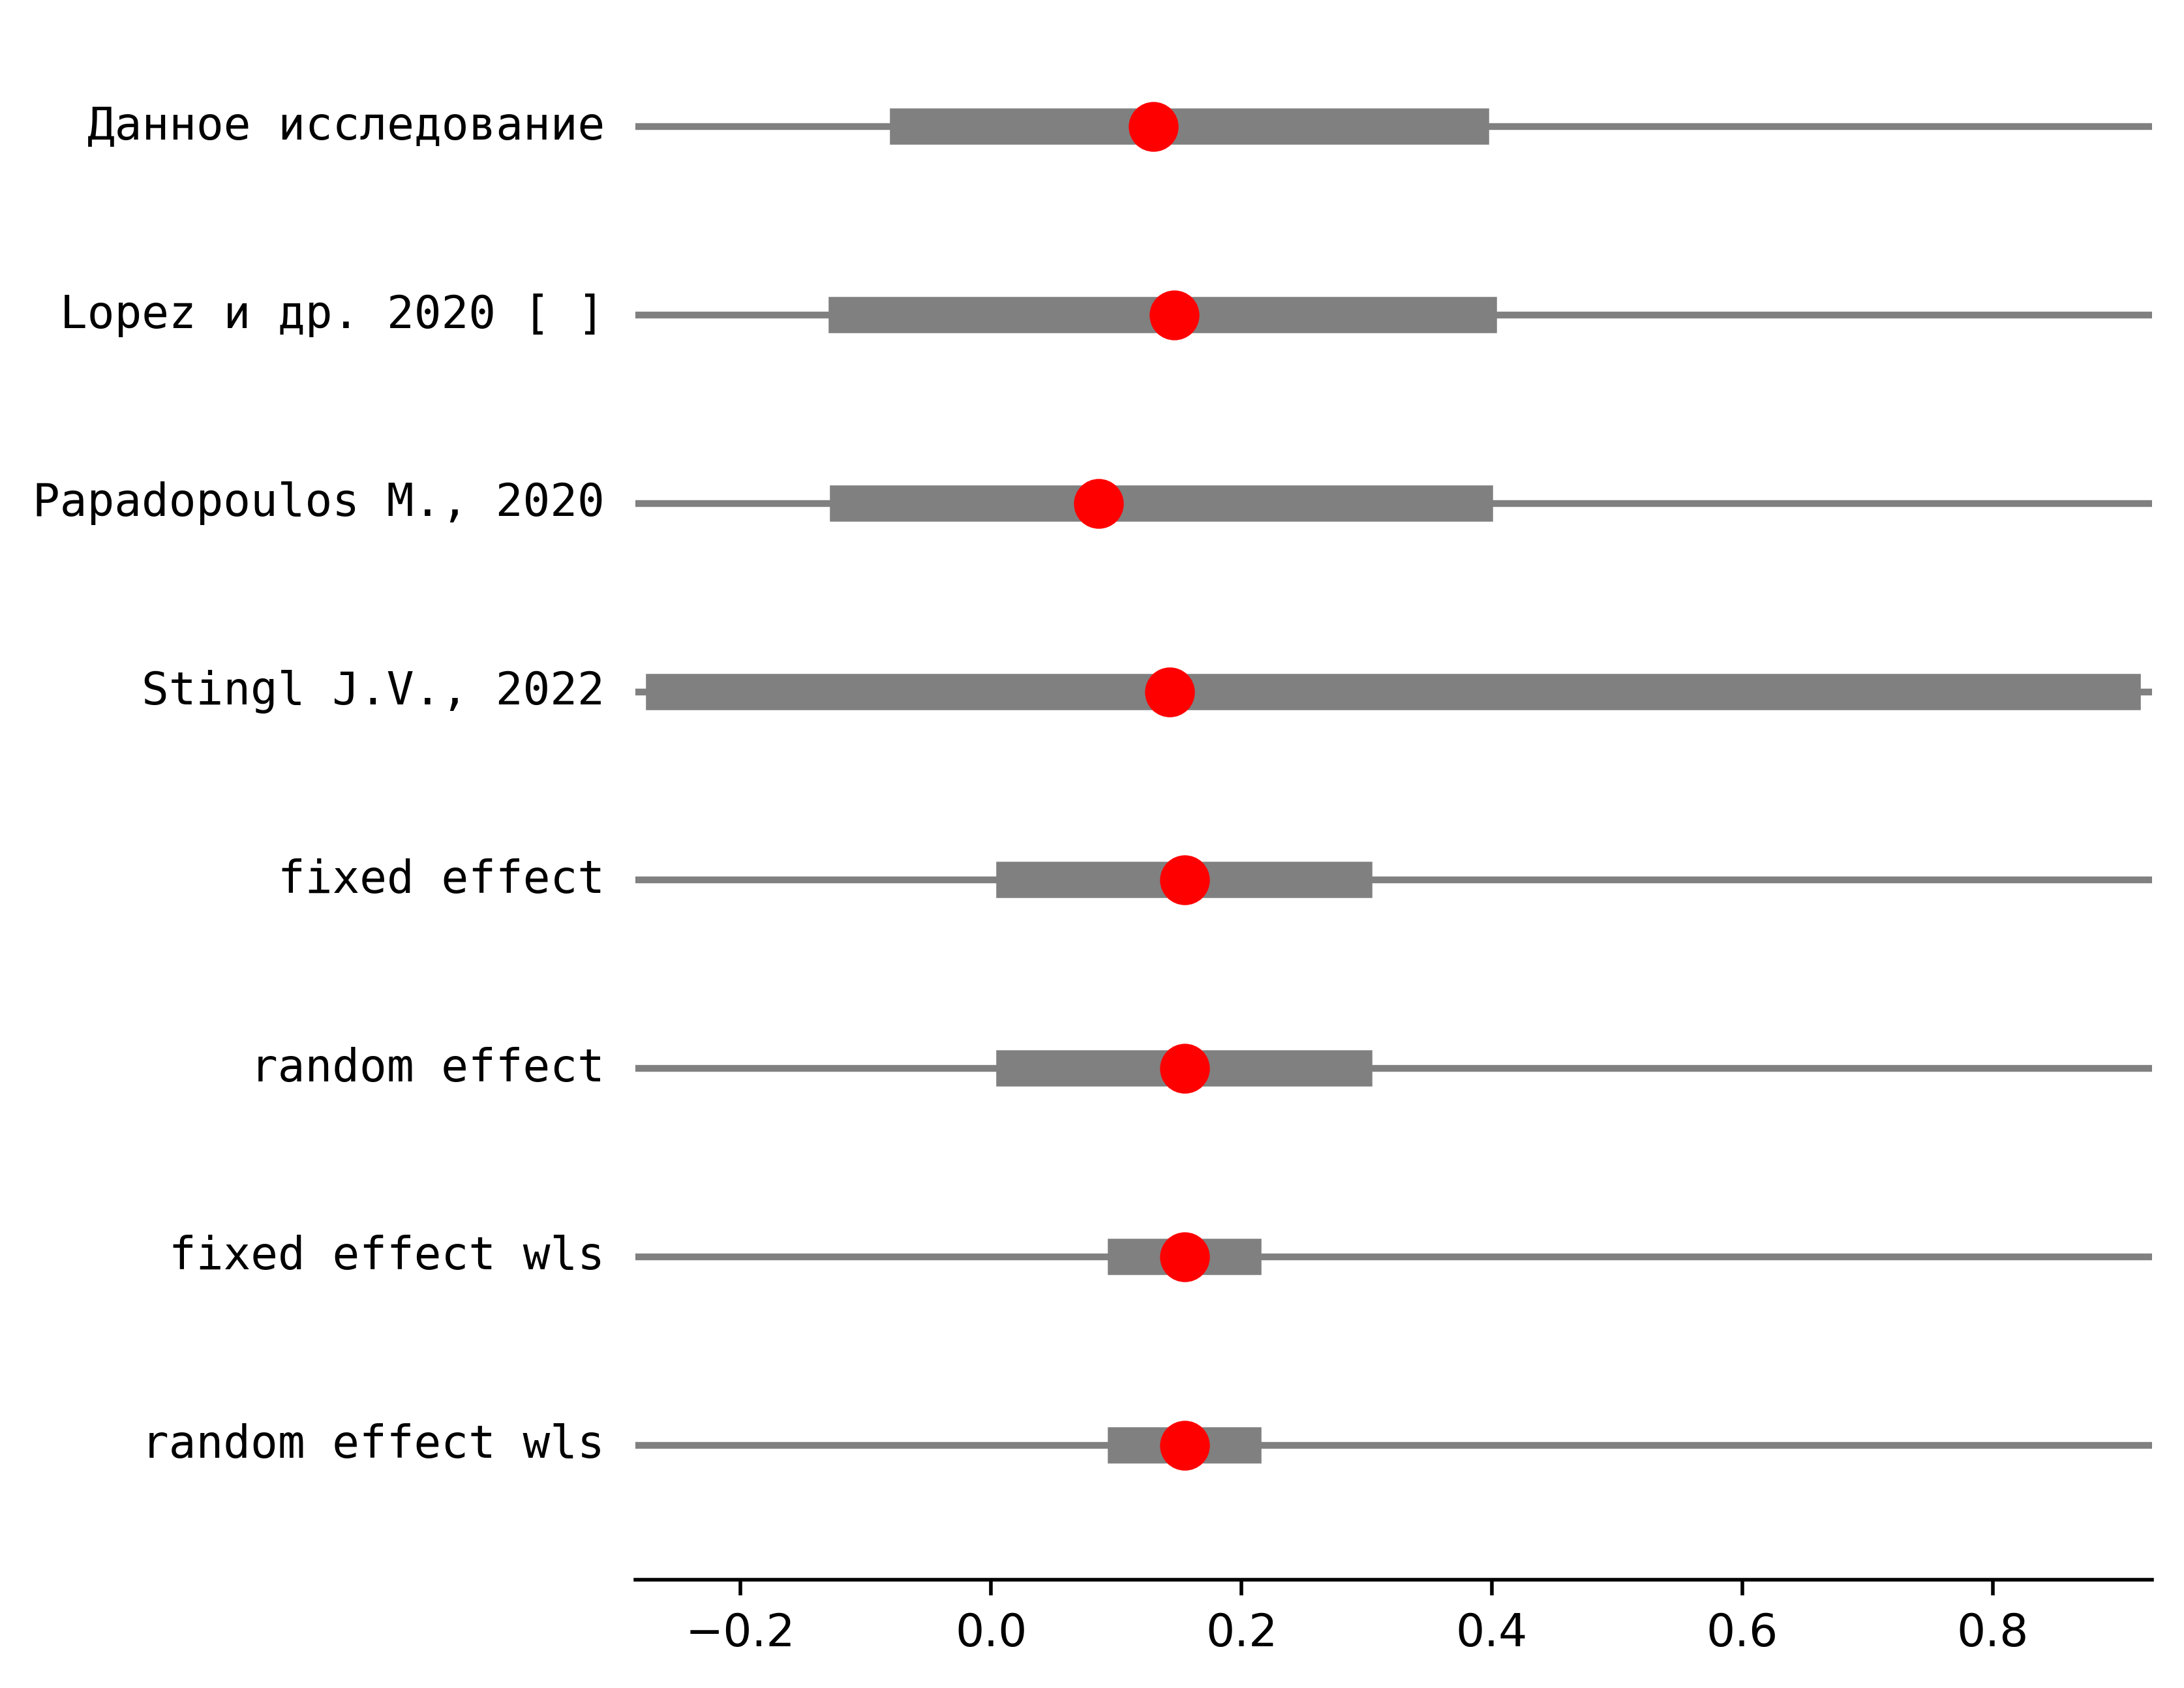 Данное исследование
Lopez и др. 2020 [ ]
Papadopoulos M., 2020
Stingl J.V., 2022
fixed effect
random effect
fixed effect wls
random effect wls
−0.2 0.0 0.2 0.4 0.6 0.8